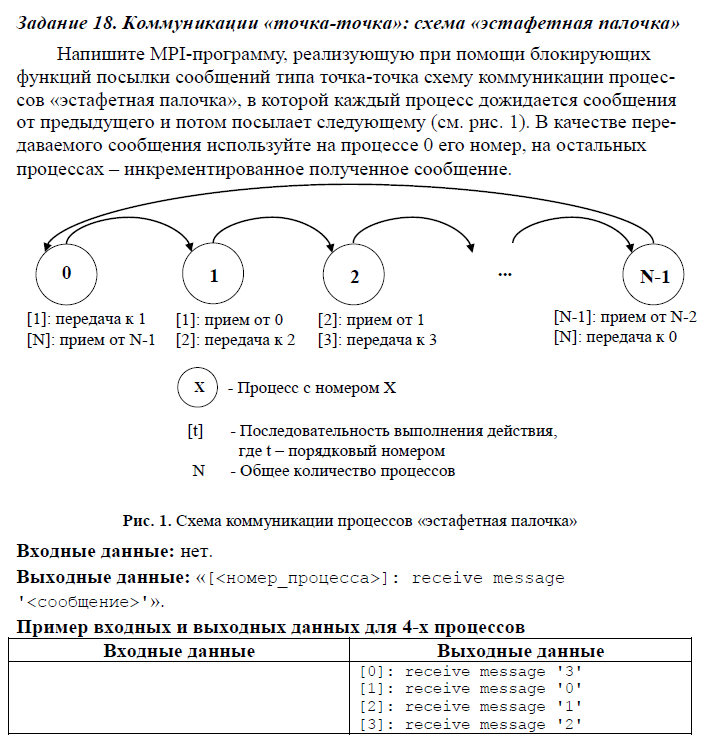 Задание 18. Коммуникации «точка-точка»: схема «эстафетная палочка»
Напишите MPI-программу, реализующую при помощи блокирующих
функций посылки сообщений типа точка-точка схему коммуникации процес-
сов «эстафетная палочка», в которой каждый процесс дожидается сообщения
от предыдущего и потом посылает следующему (см. рис. 1). В качестве пере-
даваемого сообщения используйте на процессе 0 его номер, на остальных
процессах – инкрементированное полученное сообщение.
0
1
2
...
N-1
[1]: передача к 1
[N]: прием от N-1
[1]: прием от 0
[2]: передача к 2
[2]: прием от 1
[3]: передача к 3
[N-1]: прием от N-2
[N]: передача к 0
X - Процесс с номером X
[t] - Последовательность выполнения действия,
где t – порядковый номером
N - Общее количество процессов
Рис. 1. Схема коммуникации процессов «эстафетная палочка»
Входные данные: нет.
Выходные данные: «[<номер_процесса>]: receive message
'<сообщение>'».
Пример входных и выходных данных для 4-х процессов
Входные данные
Выходные данные
[0]: receive message '3'
[1]: receive message '0'
[2]: receive message '1'
[3]: receive message '2'